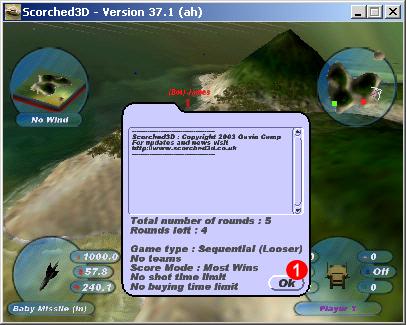 Scorched3D - Version 37.1 (ah)
(Bot) James
No Wind
Scorched3D : Copyright 2003 Gavin Camp
For updates and news visit
http://www.scorched3d.co.uk
Total number of rounds : 5
Rounds left : 4
Game type : Sequential (Looser)
No teams
Score Mode : Most Wins
No shot time limit
No buying time limit
1
Ok
1000.0
57.8
240.1
Baby Missile (In)
- 0
Off
- 0
Player 1